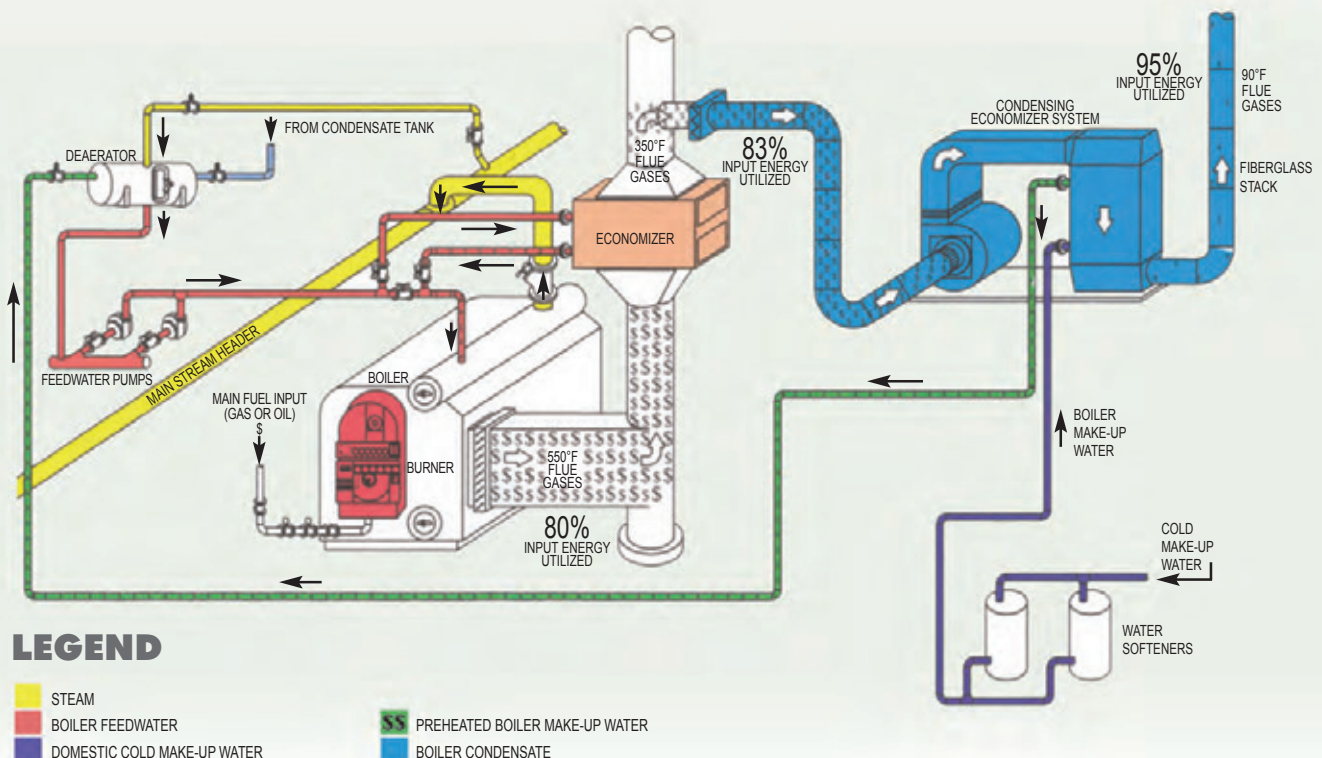 95%
INPUT ENERGY
UTILIZED
90°F
FLUE
GASES
CONDENSING
ECONOMIZER SYSTEM
FROM CONDENSATE TANK
DEAERATOR
350°F
FLUE
GASES
83%
INPUT ENERGY
UTILIZED
FIBERGLASS
STACK
ECONOMIZER
FEEDWATER PUMPS
MAIN STREAM HEADER
BOILER
MAIN FUEL INPUT
(GAS OR OIL)
$
BURNER
550°F
FLUE
GASES
80%
INPUT ENERGY
UTILIZED
BOILER
MAKE-UP
WATER
COLD
MAKE-UP
WATER
WATER
SOFTENERS
LEGEND
STEAM
BOILER FEEDWATER
DOMESTIC COLD MAKE-UP WATER
$$ PREHEATED BOILER MAKE-UP WATER
BOILER CONDENSATE